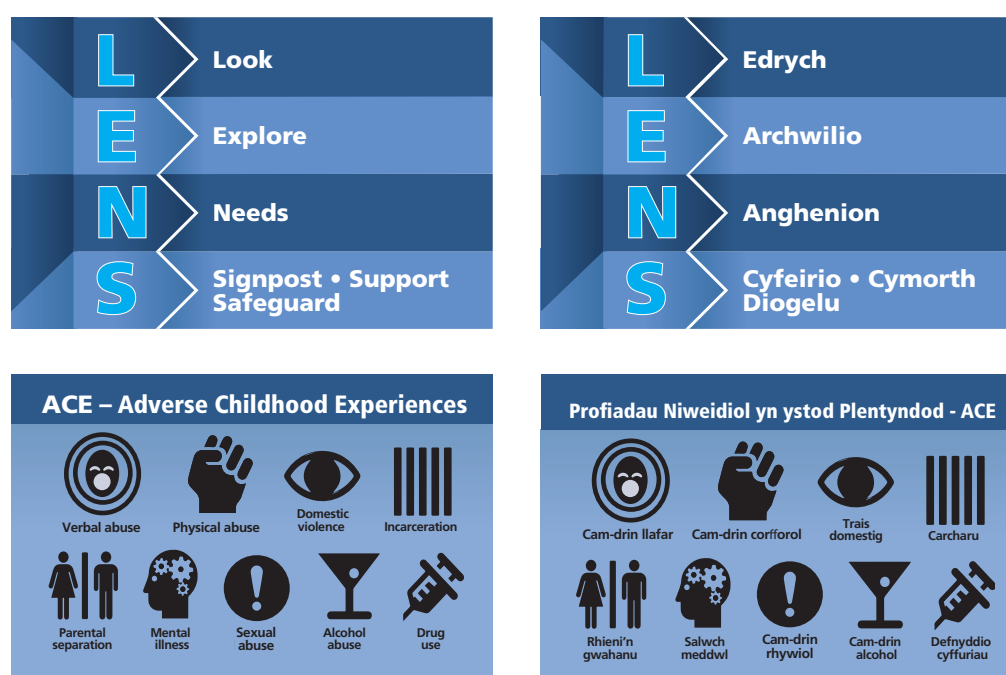 L Look
E Explore
N Needs
S Signpost • Support
Safeguard
L Edrych
E Archwilio
N Anghenion
S Cyfeirio • Cymorth
Diogelu
ACE – Adverse Childhood Experiences
Verbal abuse
Physical abuse
Domestic
violence
Incarceration
Parental
separation
Mental
illness
Sexual
abuse
Alcohol
abuse
Drug
use
Profiadau Niweidiol yn ystod Plentyndod - ACE
Cam-drin llafar
Cam-drin corfforol
Trais
domestig
Carcharu
Rhieni'n
gwahanu
Salwch
meddwl
Cam-drin
rhywiol
Cam-drin
alcohol
Defnyddio
cyffuriau